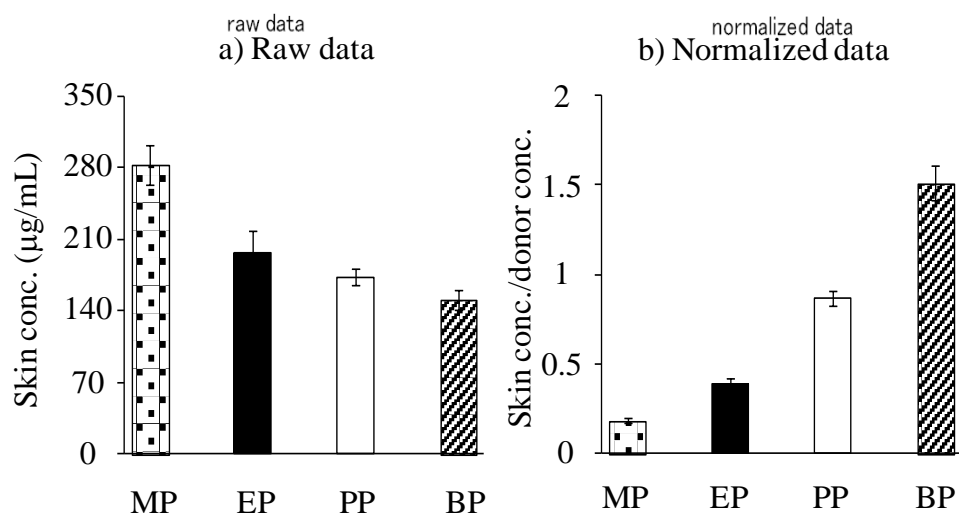 raw data
a) Raw data
350
280
210
140
70
0
Skin conc. (µg/mL)
MP EP PP BP
normalized data
b) Normalized data
2
1.5
1
0.5
0
Skin conc./donor conc.
MP EP PP BP